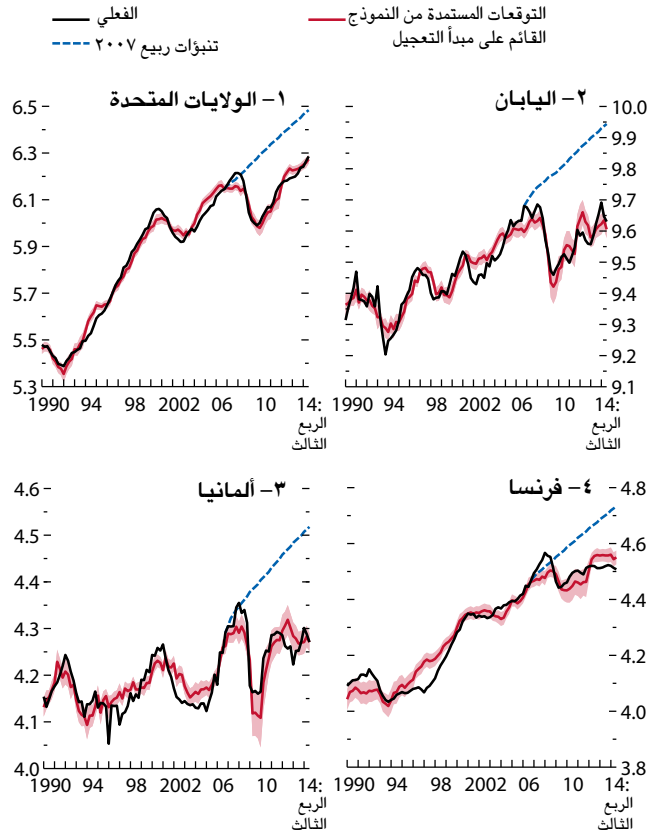 الفعلي
تنبؤات ربيع ٢٠٠٧
التوقعات المستمدة من النموذج
القائم على مبدأ التعجيل
١- الولايات المتحدة
6.5
6.3
6.1
5.9
5.7
5.5
5.3
1990 94 98 2002 06 10 14:
الربع
الثالث
٢- اليابان
10.0
9.9
9.8
9.7
9.6
9.5
9.4
9.3
9.2
9.1
1990 94 98 2002 06 10 14:
الربع
الثالث
٣- ألمانيا
4.6
4.5
4.4
4.3
4.2
4.1
4.0
1990 94 98 2002 06 10 14:
الربع
الثالث
٤- فرنسا
4.8
4.6
4.4
4.2
4.0
3.8
1990 94 98 2002 06 10 14:
الربع
الثالث